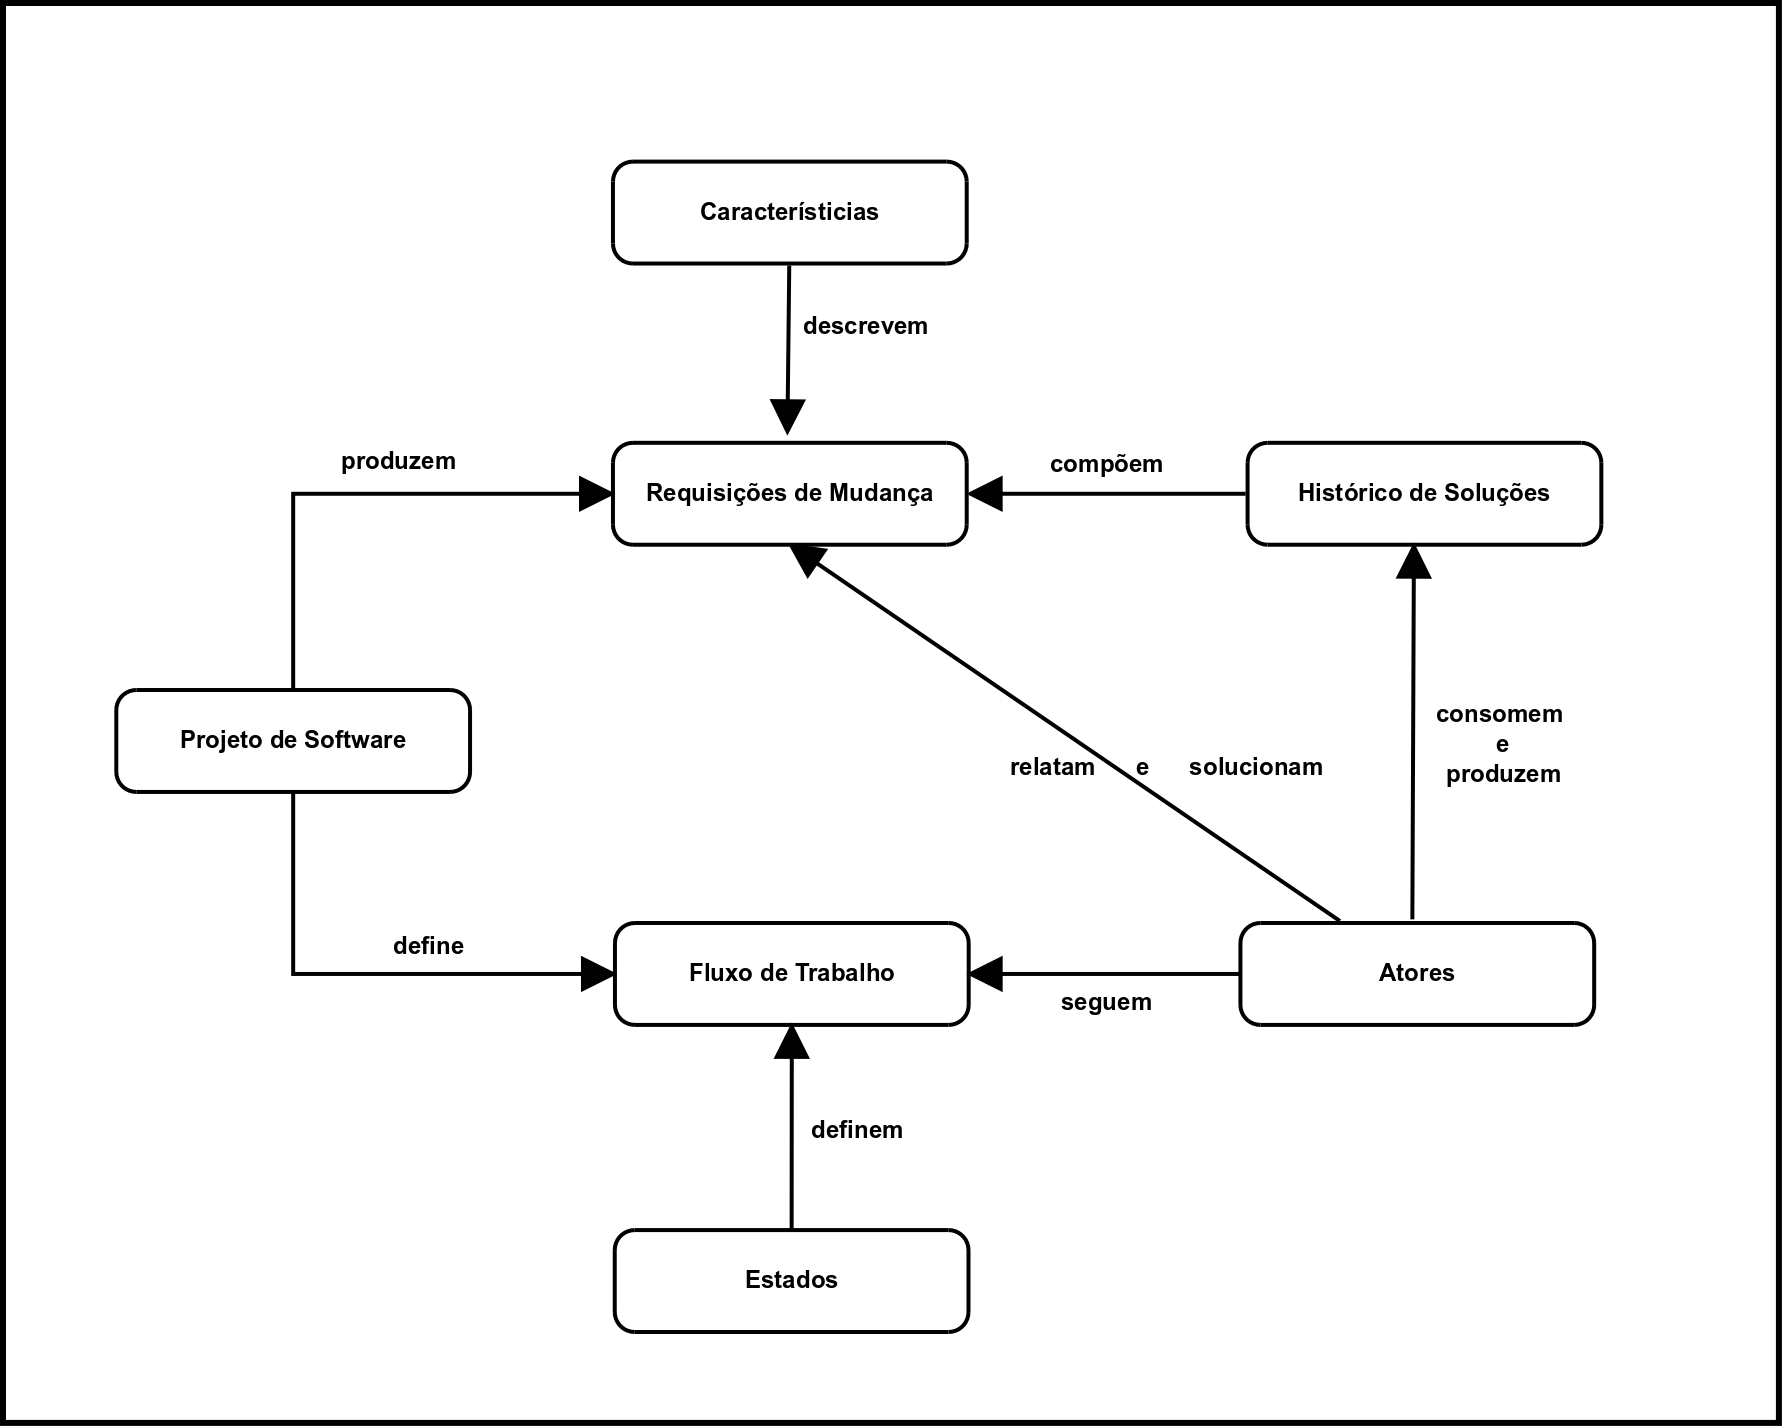 Característicias
descrevem
produzem
compõem
Requisições de Mudança
Histórico de Soluções
consomem
e
produzem
Projeto de Software
relatam e solucionam
define
Fluxo de Trabalho
Atores
seguem
definem
Estados